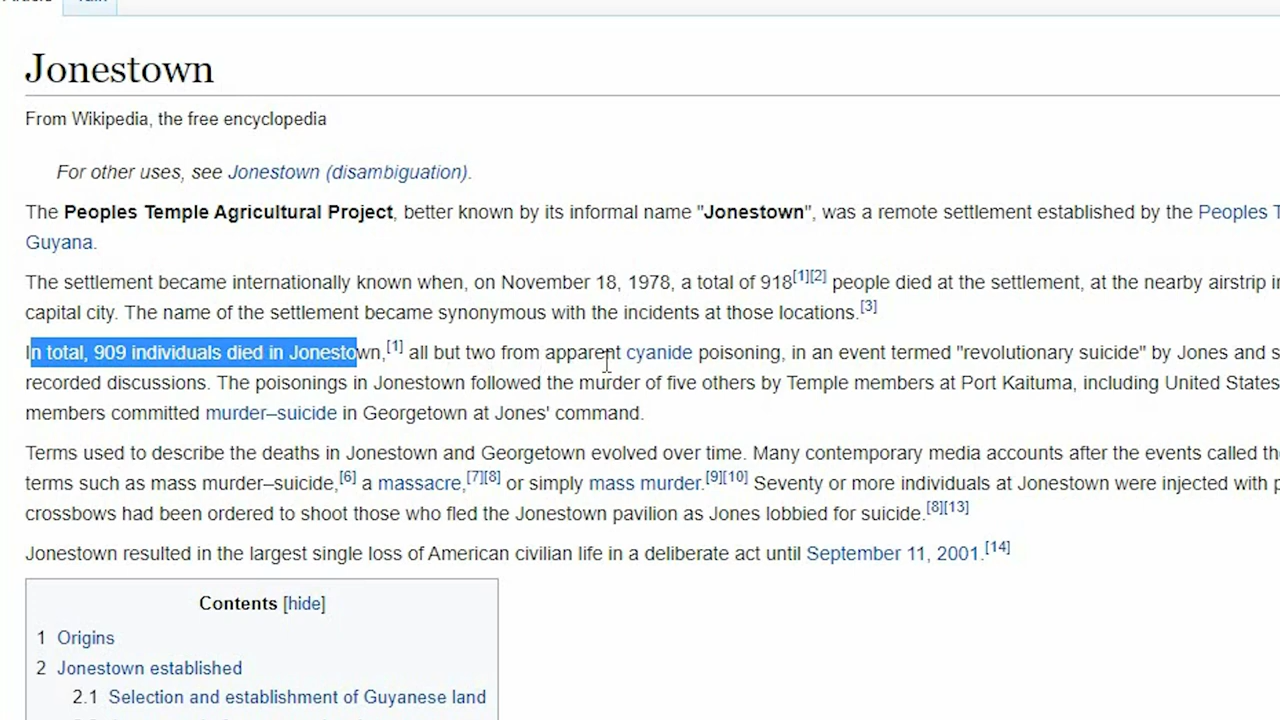 Jonestown
From Wikipedia, the free encyclopedia
For other uses, see Jonestown (disambiguation).
The Peoples Temple Agricultural Project, better known by its informal name "Jonestown", was a remote settlement established by the Peoples T
Guyana.
The settlement became internationally known when, on November 18, 1978, a total of 918[1][2] people died at the settlement, at the nearby airstrip in
capital city. The name of the settlement became synonymous with the incidents at those locations.[3]
In total, 909 individuals died in Jonestown,[1] all but two from apparent cyanide poisoning, in an event termed "revolutionary suicide" by Jones and s
recorded discussions. The poisonings in Jonestown followed the murder of five others by Temple members at Port Kaituma, including United States
members committed murder–suicide in Georgetown at Jones' command.
Terms used to describe the deaths in Jonestown and Georgetown evolved over time. Many contemporary media accounts after the events called the
terms such as mass murder–suicide,[6] a massacre,[7][8] or simply mass murder.[9][10] Seventy or more individuals at Jonestown were injected with p
crossbows had been ordered to shoot those who fled the Jonestown pavilion as Jones lobbied for suicide.[8][13]
Jonestown resulted in the largest single loss of American civilian life in a deliberate act until September 11, 2001.[14]
Contents [hide]
1 Origins
2 Jonestown established
2.1 Selection and establishment of Guyanese land